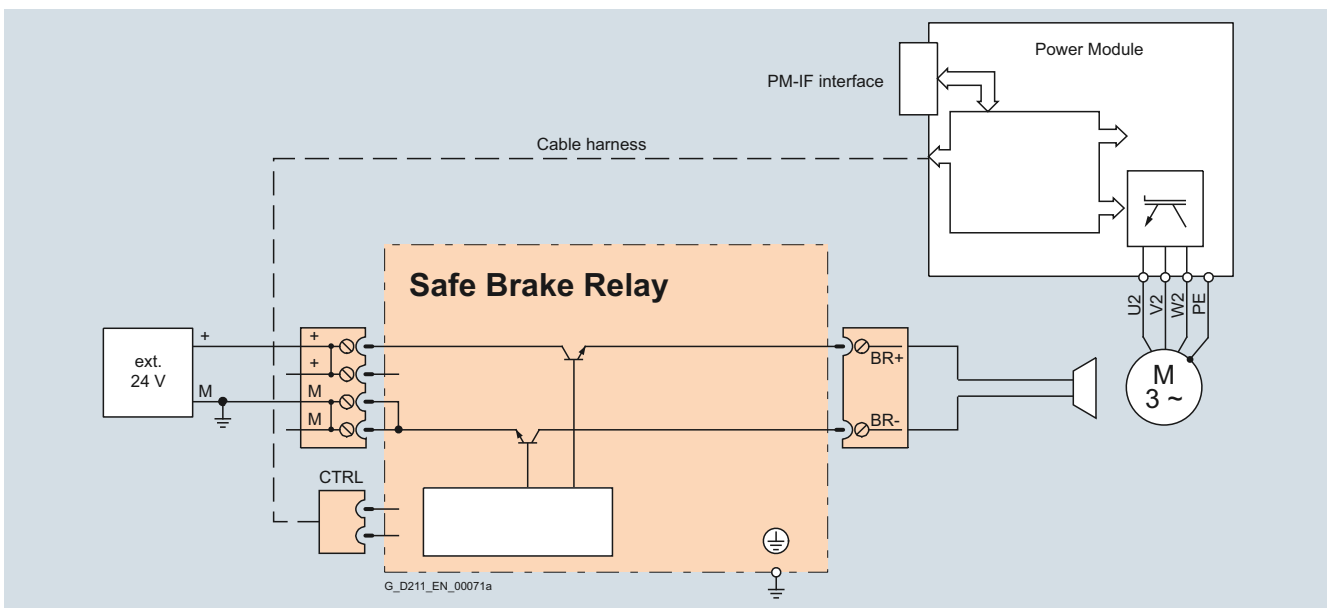 Power Module
PM-IF interface
Cable harness
Safe Brake Relay
U2
V2
W2
PE
ext.
24 V
+
M
+
+
M
M
BR+
BR-
M
3 ~
CTRL
G_D211_EN_00071a